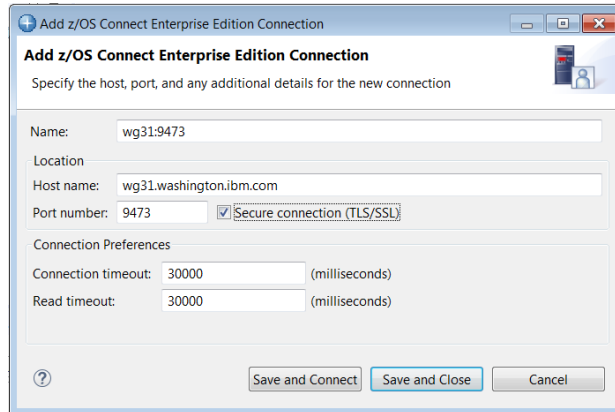 Add z/OS Connect Enterprise Edition Connection
Add z/OS Connect Enterprise Edition Connection
Specify the host, port, and any additional details for the new connection
Name: wg31:9473
Location
Host name: wg31.washington.ibm.com
Port number: 9473 Secure connection (TLS/SSL)
Connection Preferences
Connection timeout: 30000 (milliseconds)
Read timeout: 30000 (milliseconds)
? Save and Connect Save and Close Cancel